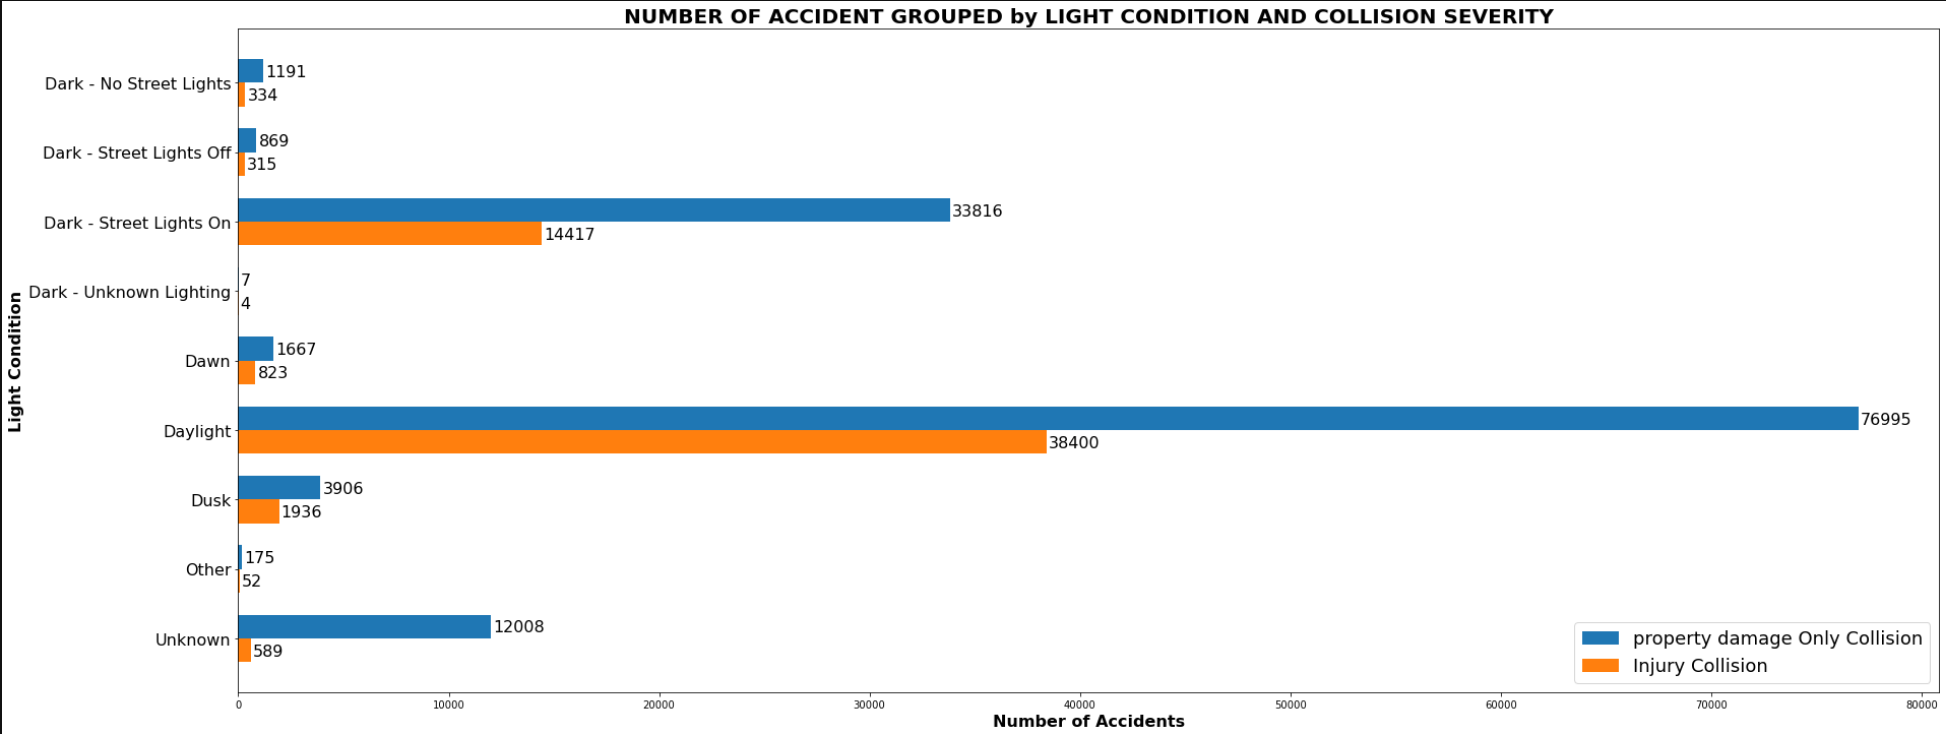 NUMBER OF ACCIDENT GROUPED by LIGHT CONDITION AND COLLISION SEVERITY
Light Condition
Dark - No Street Lights
1191
334
Dark - Street Lights Off
869
315
Dark - Street Lights On
33816
14417
Dark - Unknown Lighting
7
4
Dawn
1667
823
Daylight
76995
38400
Dusk
3906
1936
Other
175
52
Unknown
12008
589
property damage Only Collision
Injury Collision
0 10000 20000 30000 40000 50000 60000 70000 80000
Number of Accidents